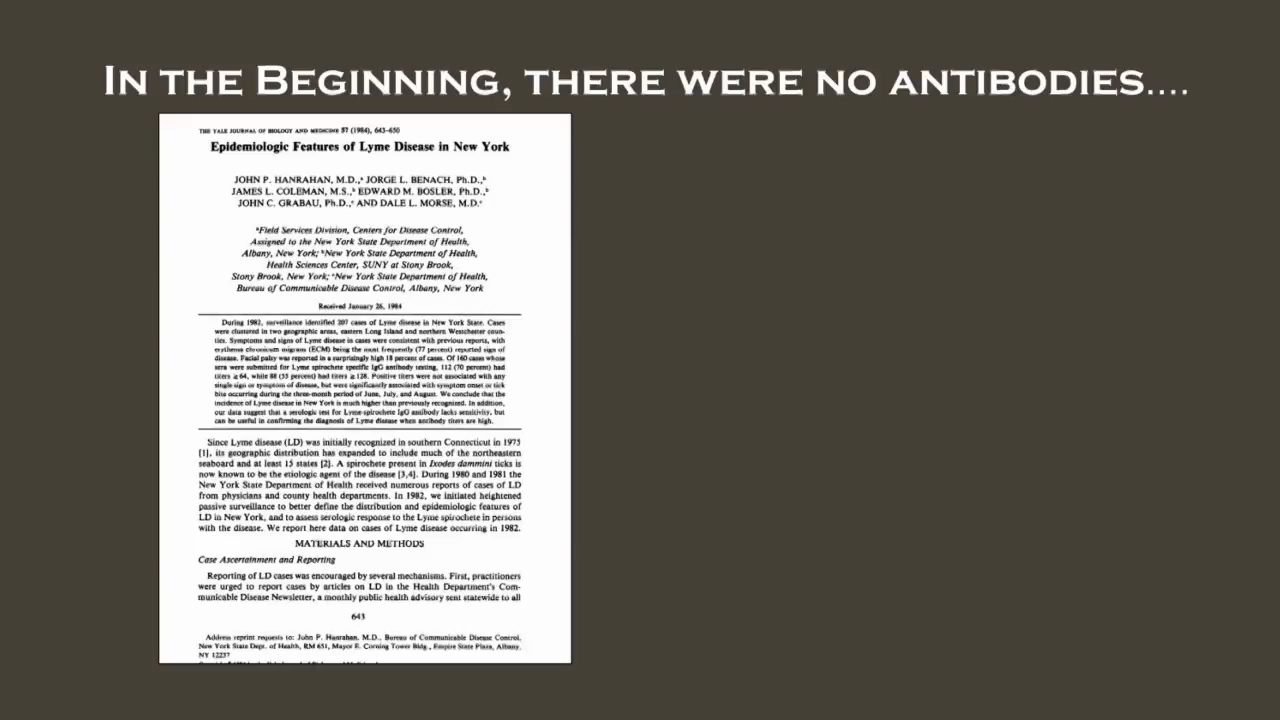 In the Beginning, there were no antibodies....
THE YALE JOURNAL OF BIOLOGY AND MEDICINE 57 (1984), 643-650
Epidemiologic Features of Lyme Disease in New York
JOHN P. HANRAHAN, M.D.,ᵃ JORGE L. BENACH, Ph.D.,ᵇ
JAMES L. COLEMAN, M.S.,ᵇ EDWARD M. BOSLER, Ph.D.,ᵇ
JOHN C. GRABAU, Ph.D.,ᶜ AND DALE L. MORSE, M.D.ᶜ
ᵃField Services Division, Centers for Disease Control,
Assigned to the New York State Department of Health,
Albany, New York; ᵇNew York State Department of Health,
Health Sciences Center, SUNY at Stony Brook,
Stony Brook, New York; ᶜNew York State Department of Health,
Bureau of Communicable Disease Control, Albany, New York
Received January 26, 1984
During 1982, surveillance identified 207 cases of Lyme disease in New York State. Cases
were clustered in two geographic areas, eastern Long Island and northern Westchester coun-
ties. Symptoms and signs of Lyme disease in cases were consistent with previous reports, with
erythema chronicum migrans (ECM) being the most frequently (77 percent) reported sign of
disease. Facial palsy was reported in a surprisingly high 18 percent of cases. Of 160 cases whose
sera were submitted for Lyme spirochete specific IgG antibody testing, 112 (70 percent) had
titers ≥ 64, while 88 (55 percent) had titers ≥ 128. Positive titers were not associated with any
single sign or symptom of disease, but were significantly associated with symptom onset or tick
bites occurring during the three-month period of June, July, and August. We conclude that the
incidence of Lyme disease in New York is much higher than previously recognized. In addition,
our data suggest that a serologic test for Lyme-spirochete IgG antibody lacks sensitivity, but
can be useful in confirming the diagnosis of Lyme disease when antibody titers are high.
Since Lyme disease (LD) was initially recognized in southern Connecticut in 1975
[1], its geographic distribution has expanded to include much of the northeastern
seaboard and at least 15 states [2]. A spirochete present in Ixodes dammini ticks is
now known to be the etiologic agent of the disease [3,4]. During 1980 and 1981 the
New York State Department of Health received numerous reports of cases of LD
from physicians and county health departments. In 1982, we initiated heightened
passive surveillance to better define the distribution and epidemiologic features of
LD in New York, and to assess serologic response to the Lyme spirochete in persons
with the disease. We report here data on cases of Lyme disease occurring in 1982.
MATERIALS AND METHODS
Case Ascertainment and Reporting
Reporting of LD cases was encouraged by several mechanisms. First, practitioners
were urged to report cases by articles on LD in the Health Department's Com-
municable Disease Newsletter, a monthly public health advisory sent statewide to all
643
Address reprint requests to: John P. Hanrahan, M.D., Bureau of Communicable Disease Control,
New York State Dept. of Health, RM 651, Mayor E. Corning Tower Bldg., Empire State Plaza, Albany,
NY 12237